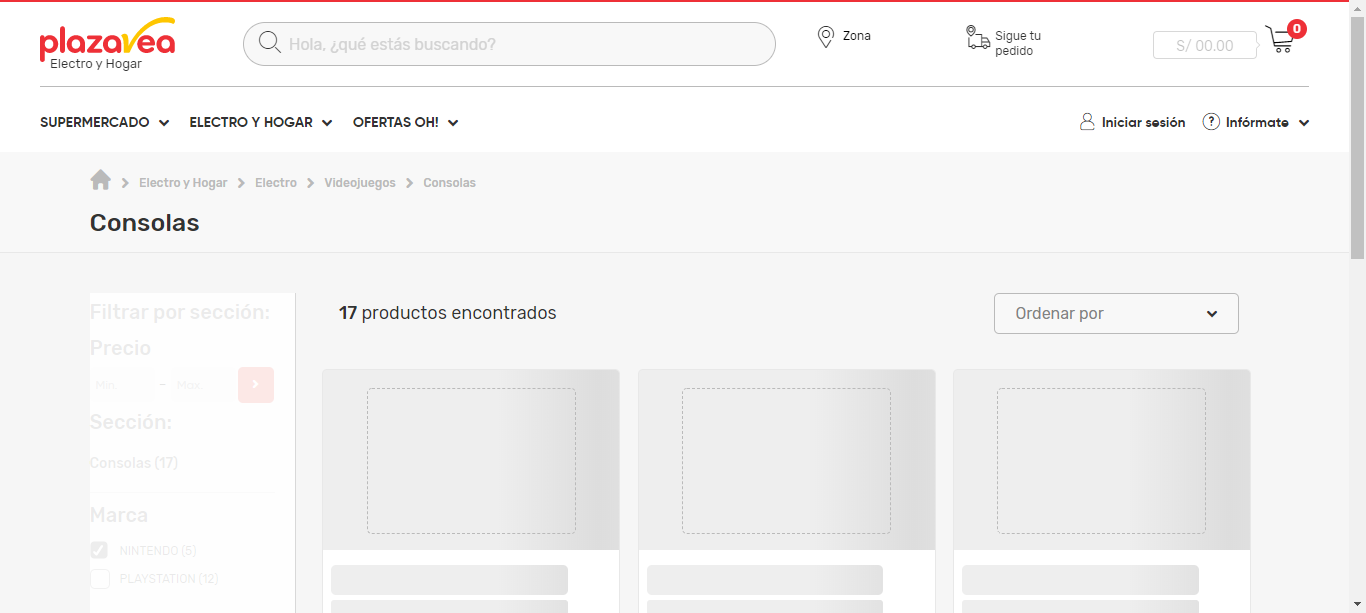 plazavea
Electro y Hogar
Hola, ¿qué estás buscando?
Zona
Sigue tu
pedido
S/ 00.00
0
SUPERMERCADO
ELECTRO Y HOGAR
OFERTAS OH!
Iniciar sesión
? Infórmate
Electro y Hogar
Electro
Videojuegos
Consolas
Consolas
Filtrar por sección:
17 productos encontrados
Ordenar por
Precio
Min.
-
Max
Sección:
Consolas (17)
Marca
NINTENDO (5)
PLAYSTATION (12)